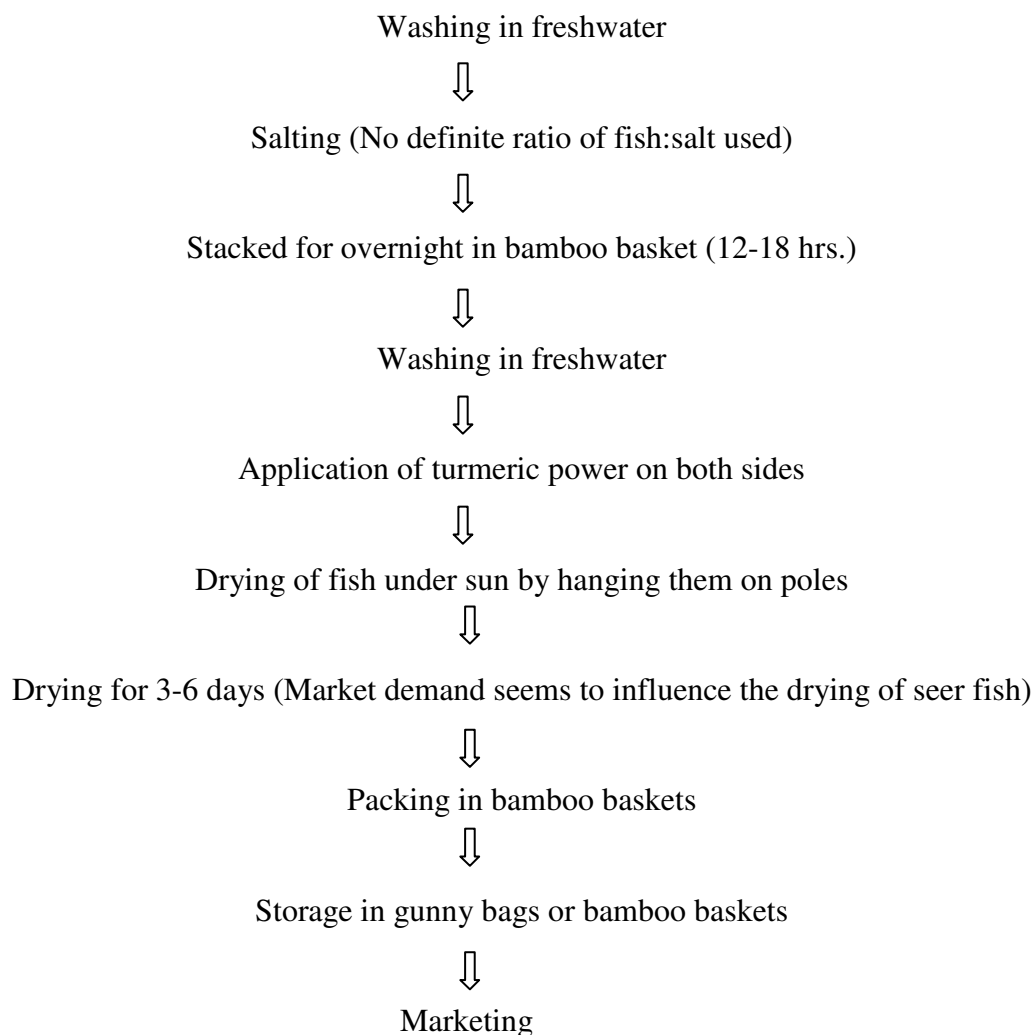 Washing in freshwater
Salting (No definite ratio of fish:salt used)
Stacked for overnight in bamboo basket (12-18 hrs.)
Washing in freshwater
Application of turmeric power on both sides
Drying of fish under sun by hanging them on poles
Drying for 3-6 days (Market demand seems to influence the drying of seer fish)
Packing in bamboo baskets
Storage in gunny bags or bamboo baskets
Marketing